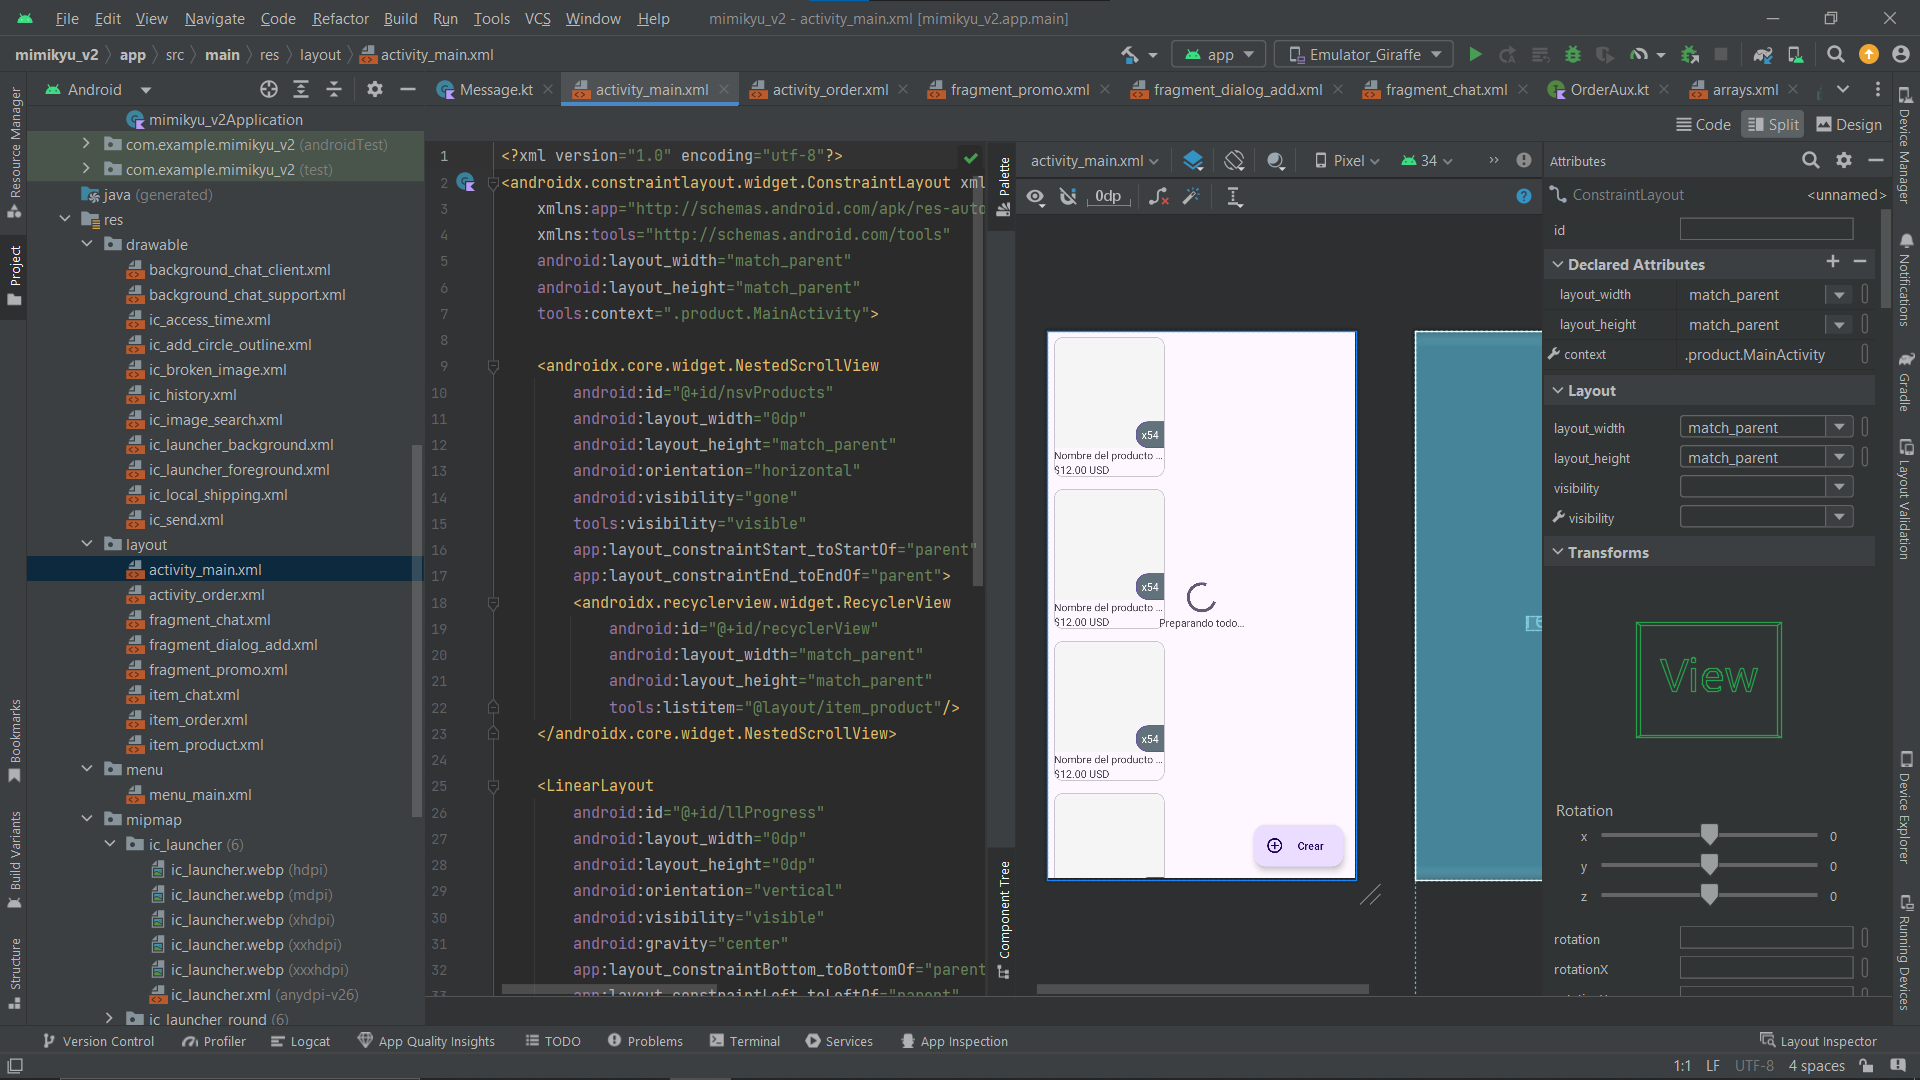 File Edit View Navigate Code Refactor Build Run Tools VCS Window Help mimikyu_v2 - activity_main.xml [mimikyu_v2.app.main]
mimikyu_v2 app src main res layout activity_main.xml app Emulator_Giraffe
Android Message.kt activity_main.xml activity_order.xml fragment_promo.xml fragment_dialog_add.xml fragment_chat.xml OrderAux.kt arrays.xml
Code Split Design
Resource Manager
Project
Bookmarks
Build Variants
Structure
mimikyu_v2Application
com.example.mimikyu_v2 (androidTest)
com.example.mimikyu_v2 (test)
java (generated)
res
drawable
background_chat_client.xml
background_chat_support.xml
ic_access_time.xml
ic_add_circle_outline.xml
ic_broken_image.xml
ic_history.xml
ic_image_search.xml
ic_launcher_background.xml
ic_launcher_foreground.xml
ic_local_shipping.xml
ic_send.xml
layout
activity_main.xml
activity_order.xml
fragment_chat.xml
fragment_dialog_add.xml
fragment_promo.xml
item_chat.xml
item_order.xml
item_product.xml
menu
menu_main.xml
mipmap
ic_launcher (6)
ic_launcher.webp (hdpi)
ic_launcher.webp (mdpi)
ic_launcher.webp (xhdpi)
ic_launcher.webp (xxhdpi)
ic_launcher.webp (xxxhdpi)
ic_launcher.xml (anydpi-v26)
ic_launcher_round (6)
1 <?xml version="1.0" encoding="utf-8"?>
2 <androidx.constraintlayout.widget.ConstraintLayout xml
3 xmlns:app="http://schemas.android.com/apk/res-auto
4 xmlns:tools="http://schemas.android.com/tools"
5 android:layout_width="match_parent"
6 android:layout_height="match_parent"
7 tools:context=".product.MainActivity">
8
9 <androidx.core.widget.NestedScrollView
10 android:id="@+id/nsvProducts"
11 android:layout_width="0dp"
12 android:layout_height="match_parent"
13 android:orientation="horizontal"
14 android:visibility="gone"
15 tools:visibility="visible"
16 app:layout_constraintStart_toStartOf="parent"
17 app:layout_constraintEnd_toEndOf="parent">
18 <androidx.recyclerview.widget.RecyclerView
19 android:id="@+id/recyclerView"
20 android:layout_width="match_parent"
21 android:layout_height="match_parent"
22 tools:listitem="@layout/item_product"/>
23 </androidx.core.widget.NestedScrollView>
24
25 <LinearLayout
26 android:id="@+id/llProgress"
27 android:layout_width="0dp"
28 android:layout_height="0dp"
29 android:orientation="vertical"
30 android:visibility="visible"
31 android:gravity="center"
32 app:layout_constraintBottom_toBottomOf="parent
33 app:layout_constraintLeft_toLeftOf="parent"
Palette
Component Tree
activity_main.xml Pixel 34
0dp
x54
Nombre del producto ...
$12.00 USD
x54
Nombre del producto ...
$12.00 USD
Preparando todo...
x54
Nombre del producto ...
$12.00 USD
Crear
Attributes
ConstraintLayout <unnamed>
id
Declared Attributes
layout_width match_parent
layout_height match_parent
context .product.MainActivity
Layout
layout_width match_parent
layout_height match_parent
visibility
visibility
Transforms
View
Rotation
x 0
y 0
z 0
rotation
rotationX
Device Manager
Notifications
Gradle
Layout Validation
Device Explorer
Running Devices
Version Control Profiler Logcat App Quality Insights TODO Problems Terminal Services App Inspection Layout Inspector
1:1 LF UTF-8 4 spaces